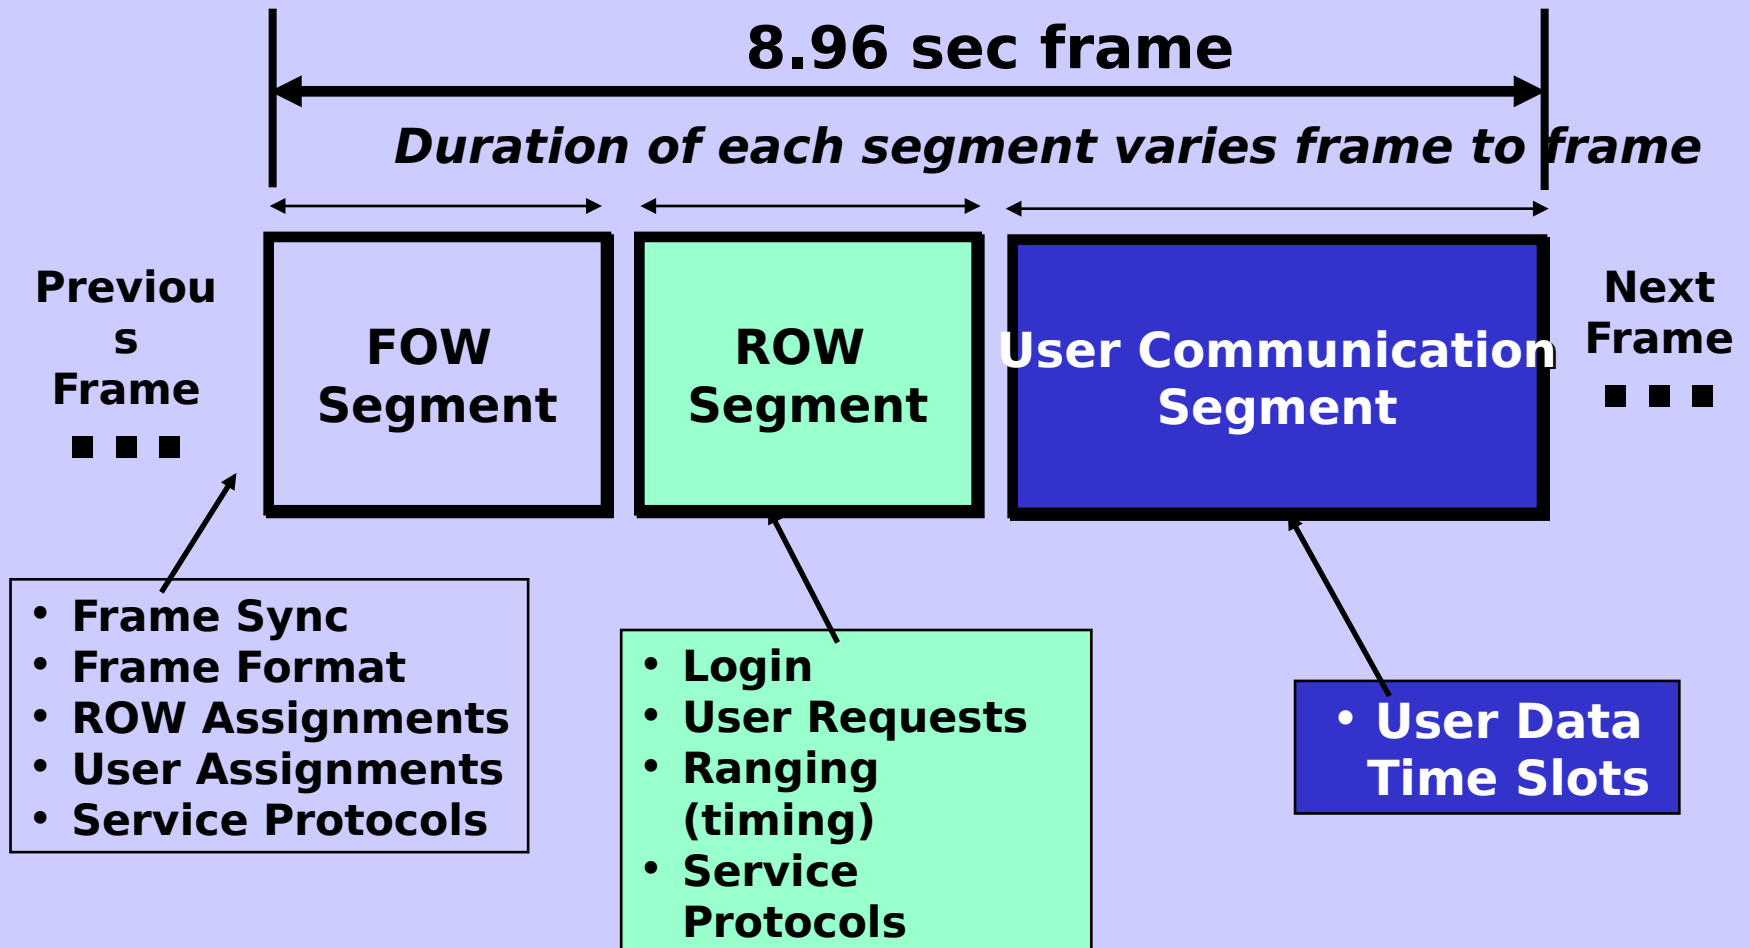 8.96 sec frame
Duration of each segment varies frame to frame
Previou
s
Frame
FOW
Segment
ROW
Segment
User Communication
Segment
Next
Frame
• Frame Sync
• Frame Format
• ROW Assignments
• User Assignments
• Service Protocols
• Login
• User Requests
• Ranging
(timing)
• Service
Protocols
• User Data
Time Slots